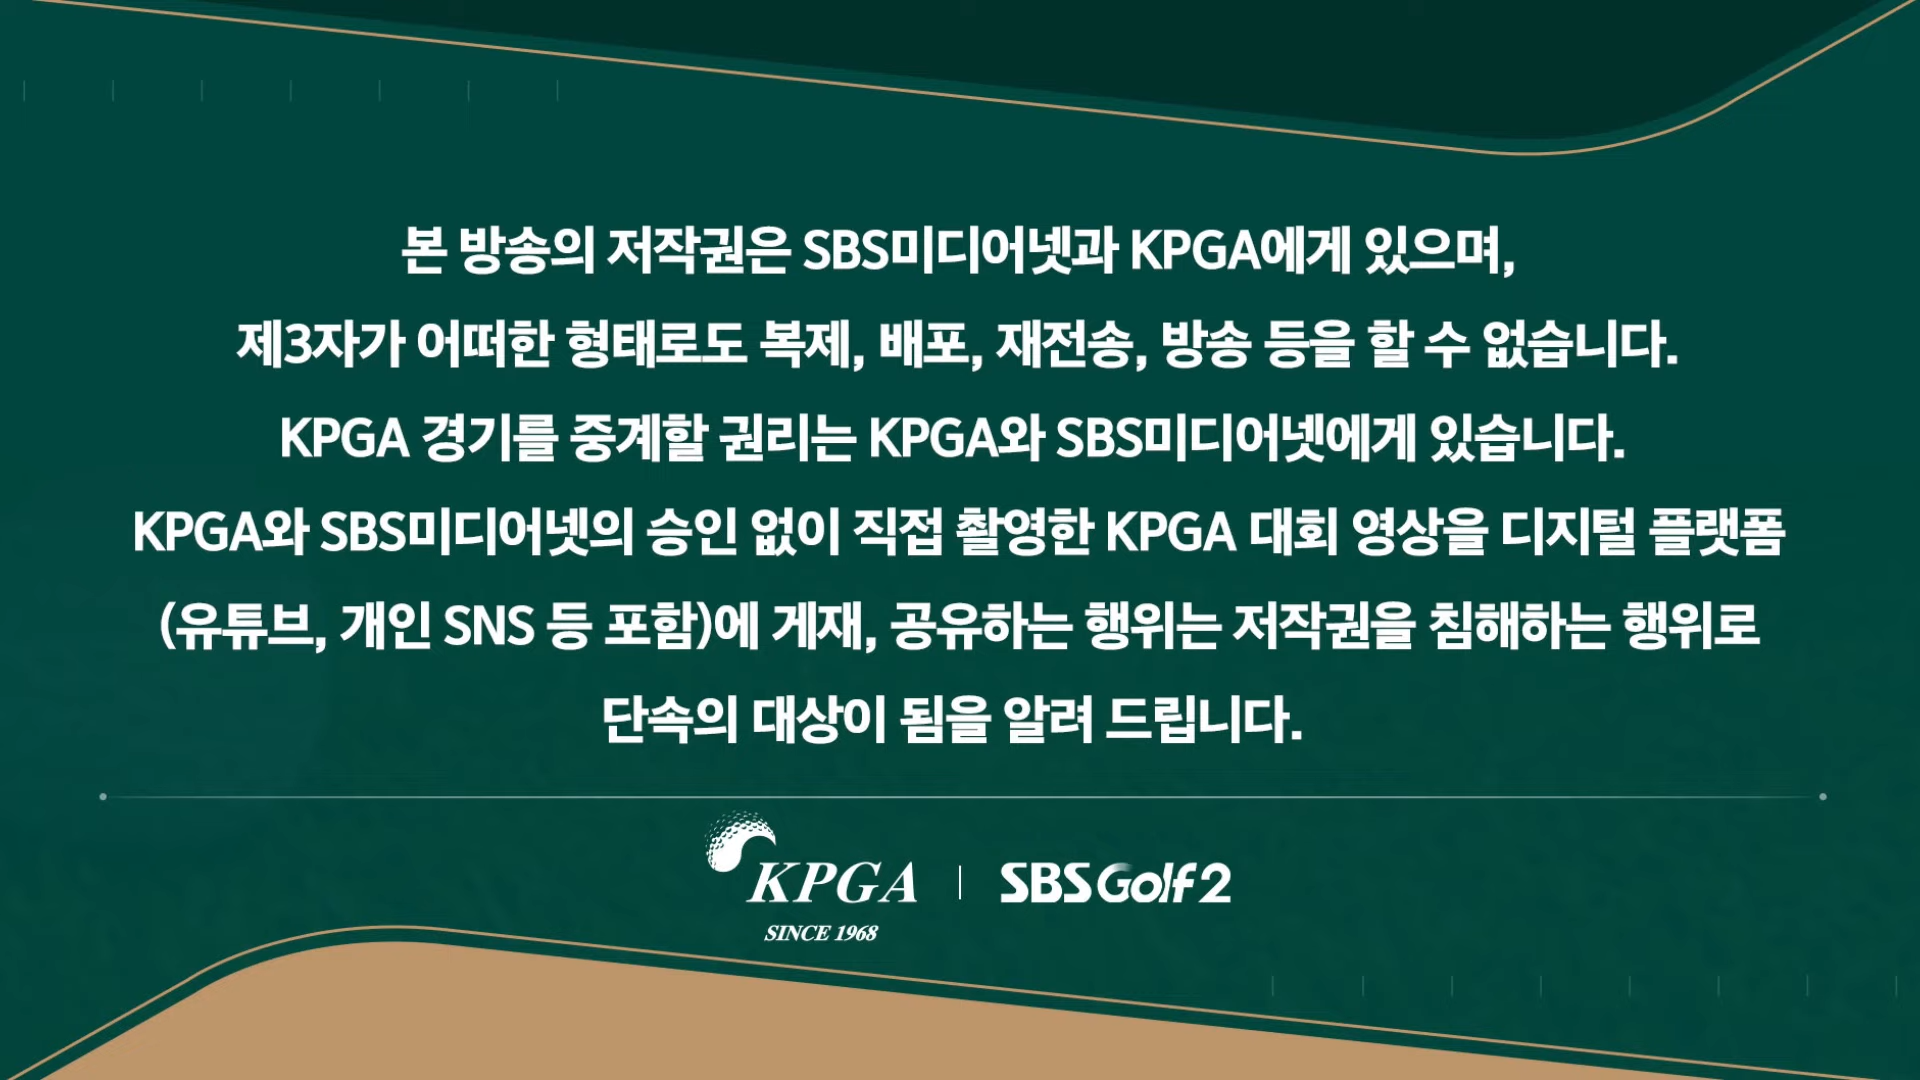 본 방송의 저작권은 SBS미디어넷과 KPGA에게 있으며,
제3자가 어떠한 형태로도 복제, 배포, 재전송, 방송 등을 할 수 없습니다.
KPGA 경기를 중계할 권리는 KPGA와 SBS미디어넷에게 있습니다.
KPGA와 SBS미디어넷의 승인 없이 직접 촬영한 KPGA 대회 영상을 디지털 플랫폼
(유튜브, 개인 SNS 등 포함)에 게재, 공유하는 행위는 저작권을 침해하는 행위로
단속의 대상이 됨을 알려 드립니다.
KPGA | SBS Golf 2
SINCE 1968